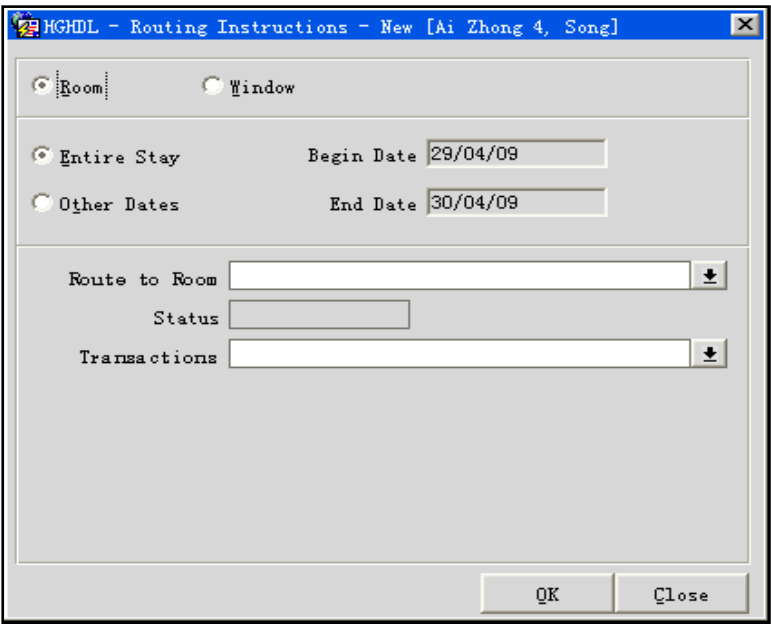 HGHDL - Routing Instructions - New [Ai Zhong 4, Song]
Room Window
Entire Stay Begin Date 29/04/09
Other Dates End Date 30/04/09
Route to Room
Status
Transactions
OK Close